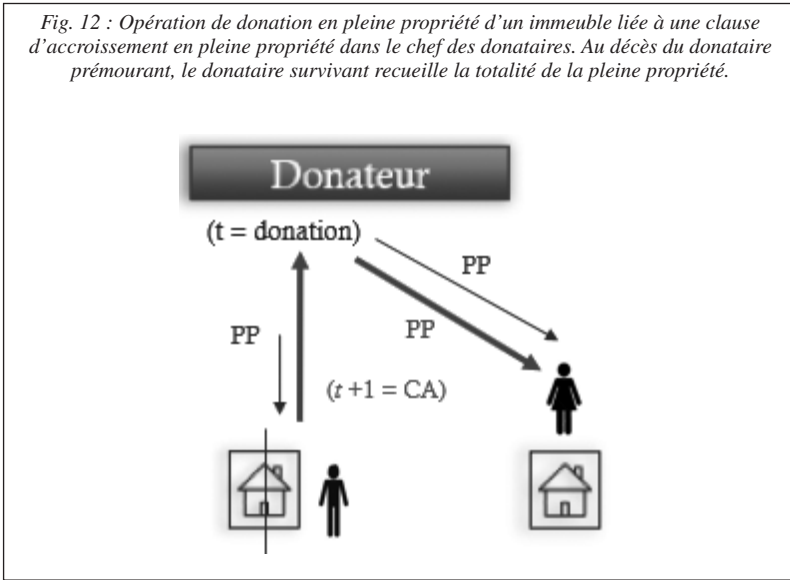 Fig. 12 : Opération de donation en pleine propriété d’un immeuble liée à une clause
d’accroissement en pleine propriété dans le chef des donataires. Au décès du donataire
prémourant, le donataire survivant recueille la totalité de la pleine propriété.
Donateur
(t = donation)
PP
PP
PP
(t +1 = CA)